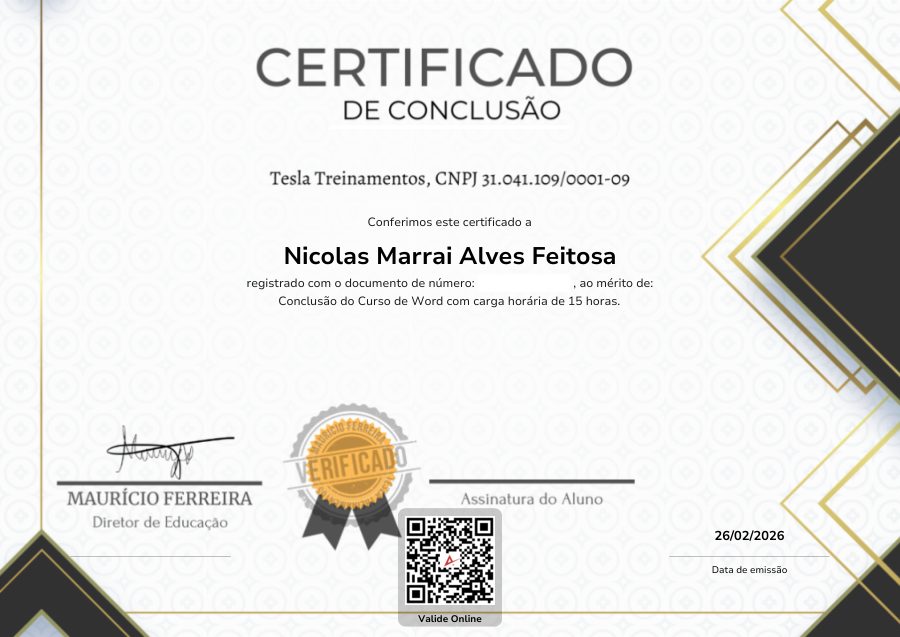 CERTIFICADO
DE CONCLUSÃO
Tesla Treinamentos, CNPJ 31.041.109/0001-09
Conferimos este certificado a
Nicolas Marrai Alves Feitosa
registrado com o documento de número: , ao mérito de:
Conclusão do Curso de Word com carga horária de 15 horas.
MAURÍCIO FERREIRA
VERIFICADO
MAURÍCIO FERREIRA
Diretor de Educação
Assinatura do Aluno
26/02/2026
Data de emissão
Valide Online